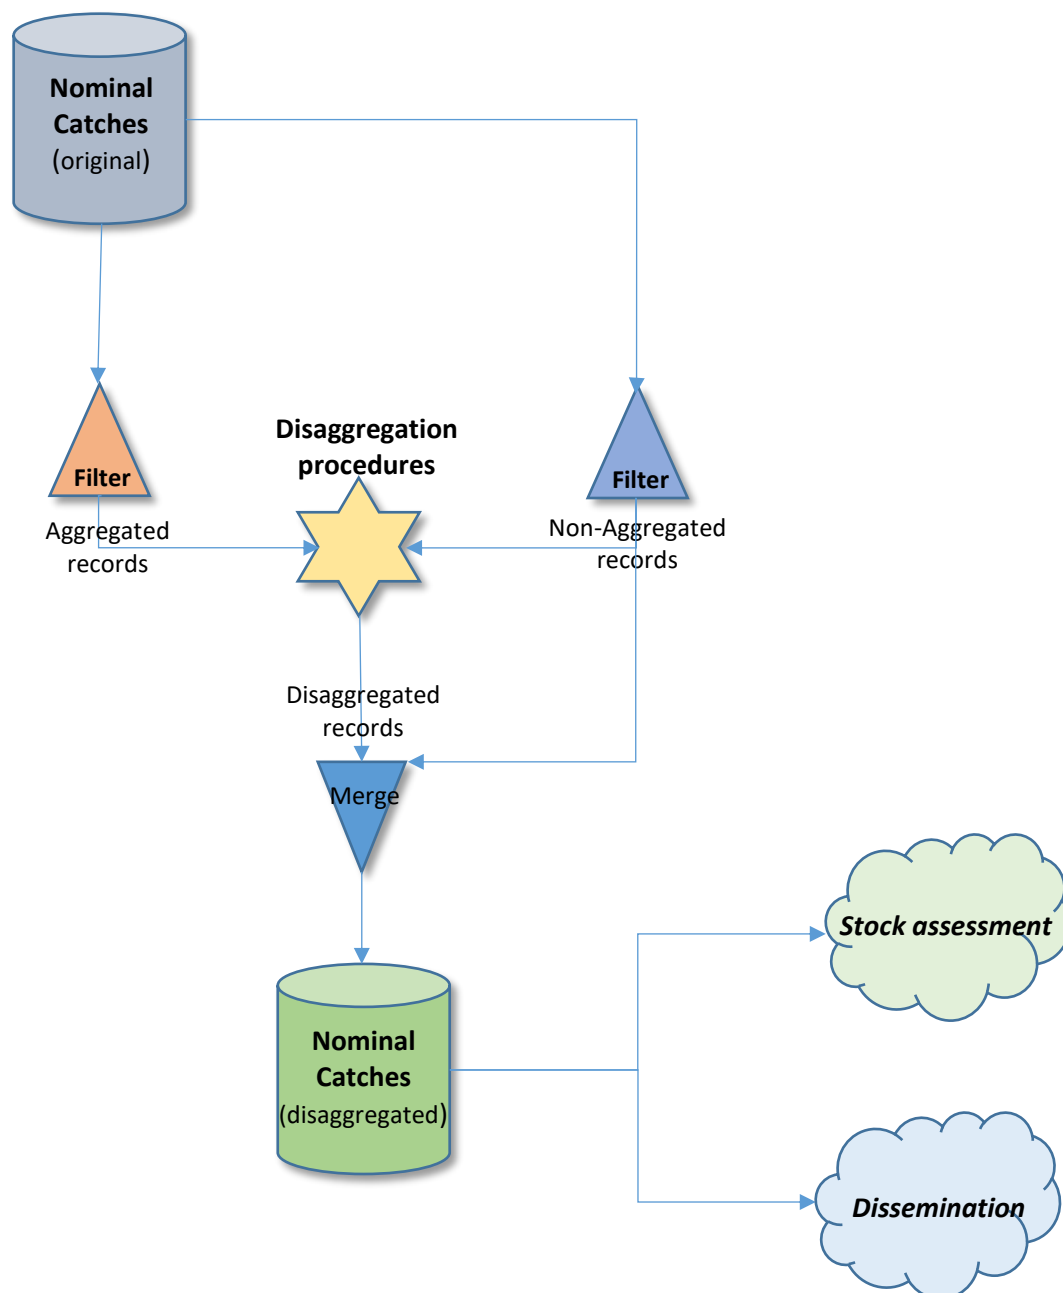 Nominal
Catches
(original)
Disaggregation
procedures
Filter
Filter
Aggregated
records
Non-Aggregated
records
Disaggregated
records
Merge
Stock assessment
Nominal
Catches
(disaggregated)
Dissemination